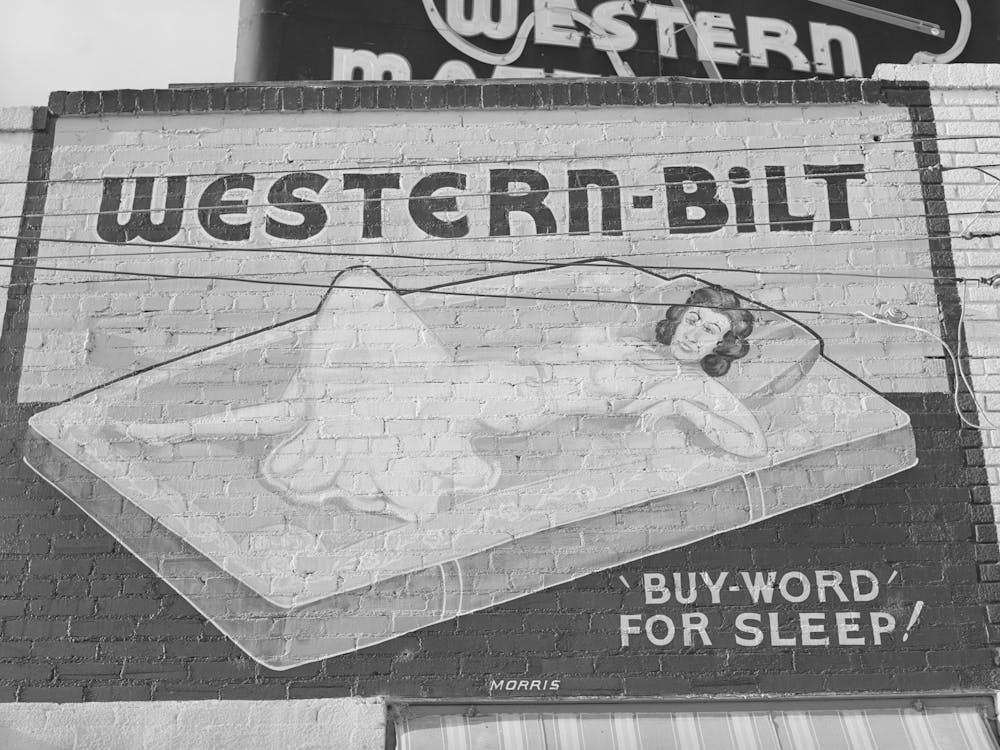 WESTERN
WESTERN-BILT
'BUY-WORD'
FOR SLEEP!
MORRIS